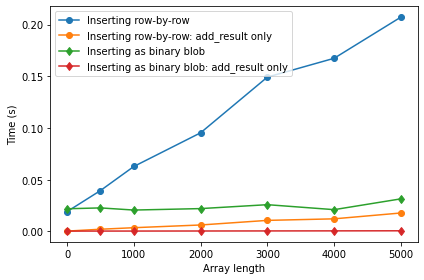 0.20
0.15
0.10
0.05
0.00
Time (s)
Inserting row-by-row
Inserting row-by-row: add_result only
Inserting as binary blob
Inserting as binary blob: add_result only
0 1000 2000 3000 4000 5000
Array length